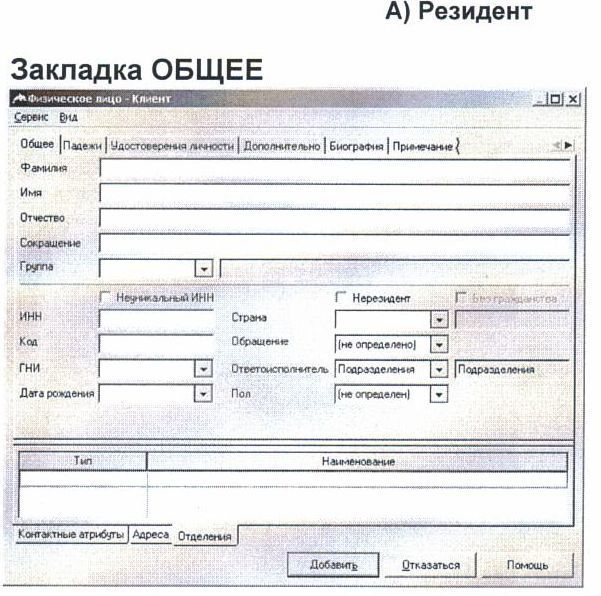 А) Резидент
Закладка ОБЩЕЕ
Физическое лицо - Клиент
Сервис Вид
Общее Падежи Удостоверения личности Дополнительно Биография Примечание
Фамилия
Имя
Отчество
Сокращение
Группа
Неуникальный ИНН Нерезидент Без гражданства
ИНН Страна
Код Обращение (не определено)
ГНИ Ответоисполнитель Подразделения Подразделения
Дата рождения Пол (не определен)
Тип Наименование
Контактные атрибуты Адреса Отделения
Добавить Отказаться Помощь